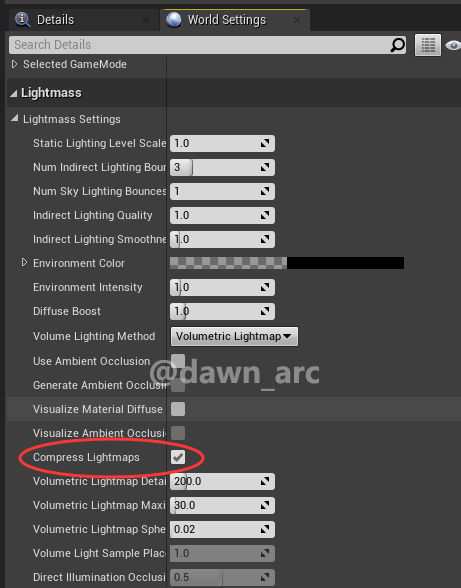 Details
World Settings
Search Details
Selected GameMode
Lightmass
Lightmass Settings
Static Lighting Level Scale 1.0
Num Indirect Lighting Boun 3
Num Sky Lighting Bounces 1
Indirect Lighting Quality 1.0
Indirect Lighting Smoothne 1.0
Environment Color
Environment Intensity 1.0
Diffuse Boost 1.0
Volume Lighting Method Volumetric Lightmap
Use Ambient Occlusion
@dawn_arc
Generate Ambient Occlusi
Visualize Material Diffuse
Visualize Ambient Occlusi
Compress Lightmaps
Volumetric Lightmap Detai 200.0
Volumetric Lightmap Maxi 30.0
Volumetric Lightmap Sphe 0.02
Volume Light Sample Plac 1.0
Direct Illumination Occlusi 0.5